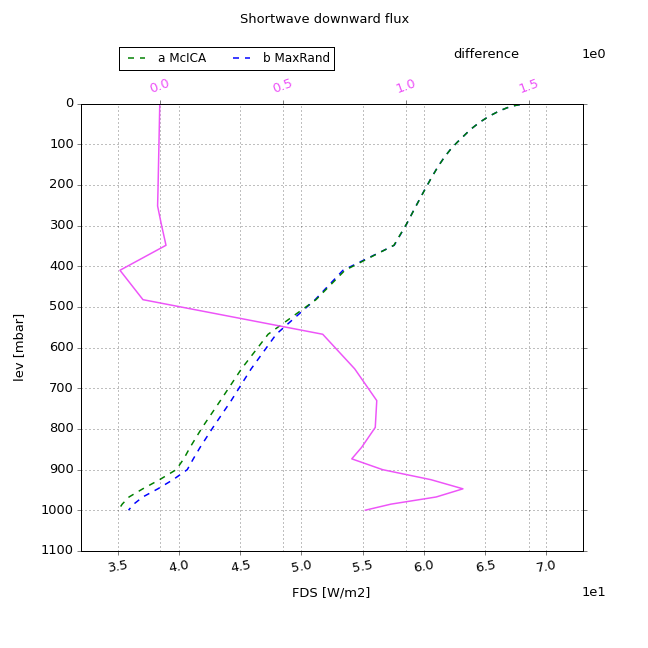 Shortwave downward flux
a McICA b MaxRand
difference 1e0
0.0 0.5 1.0 1.5
0
100
200
300
400
500
600
700
800
900
1000
1100
lev [mbar]
3.5 4.0 4.5 5.0 5.5 6.0 6.5 7.0
FDS [W/m2] 1e1